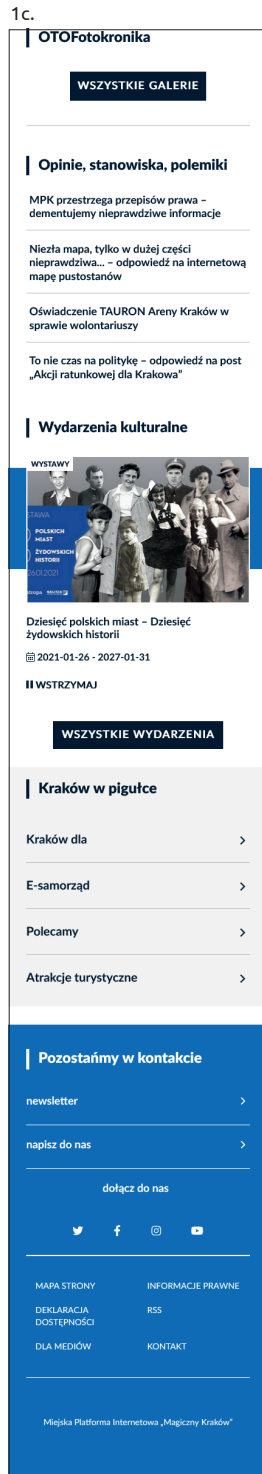 1c.
OTOFotokronika
WSZYSTKIE GALERIE
Opinie, stanowiska, polemiki
MPK przestrzega przepisów prawa –
dementujemy nieprawdziwe informacje
Niezła mapa, tylko w dużej części
nieprawdziwa... – odpowiedź na internetową
mapę pustostanów
Oświadczenie TAURON Areny Kraków w
sprawie wolontariuszy
To nie czas na politykę – odpowiedź na post
„Akcji ratunkowej dla Krakowa”
Wydarzenia kulturalne
WYSTAWY
STAWA
POLSKICH
MIAST
ŻYDOWSKICH
HISTORII
26.01.2021
Dziesięć polskich miast – Dziesięć
żydowskich historii
2021-01-26 - 2027-01-31
WSTRZYMAJ
WSZYSTKIE WYDARZENIA
Kraków w pigułce
Kraków dla
E-samorząd
Polecamy
Atrakcje turystyczne
Pozostańmy w kontakcie
newsletter
napisz do nas
dołącz do nas
MAPA STRONY
INFORMACJE PRAWNE
DEKLARACJA
DOSTĘPNOŚCI
RSS
DLA MEDIÓW
KONTAKT
Miejska Platforma Internetowa „Magiczny Kraków”